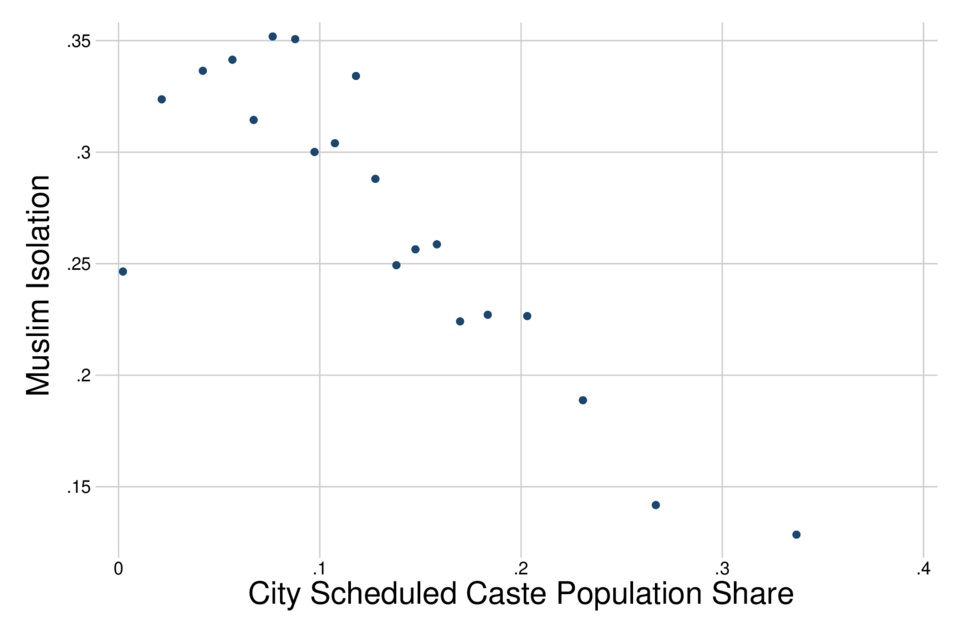 Muslim Isolation
.35
.3
.25
.2
.15
0 .1 .2 .3 .4
City Scheduled Caste Population Share